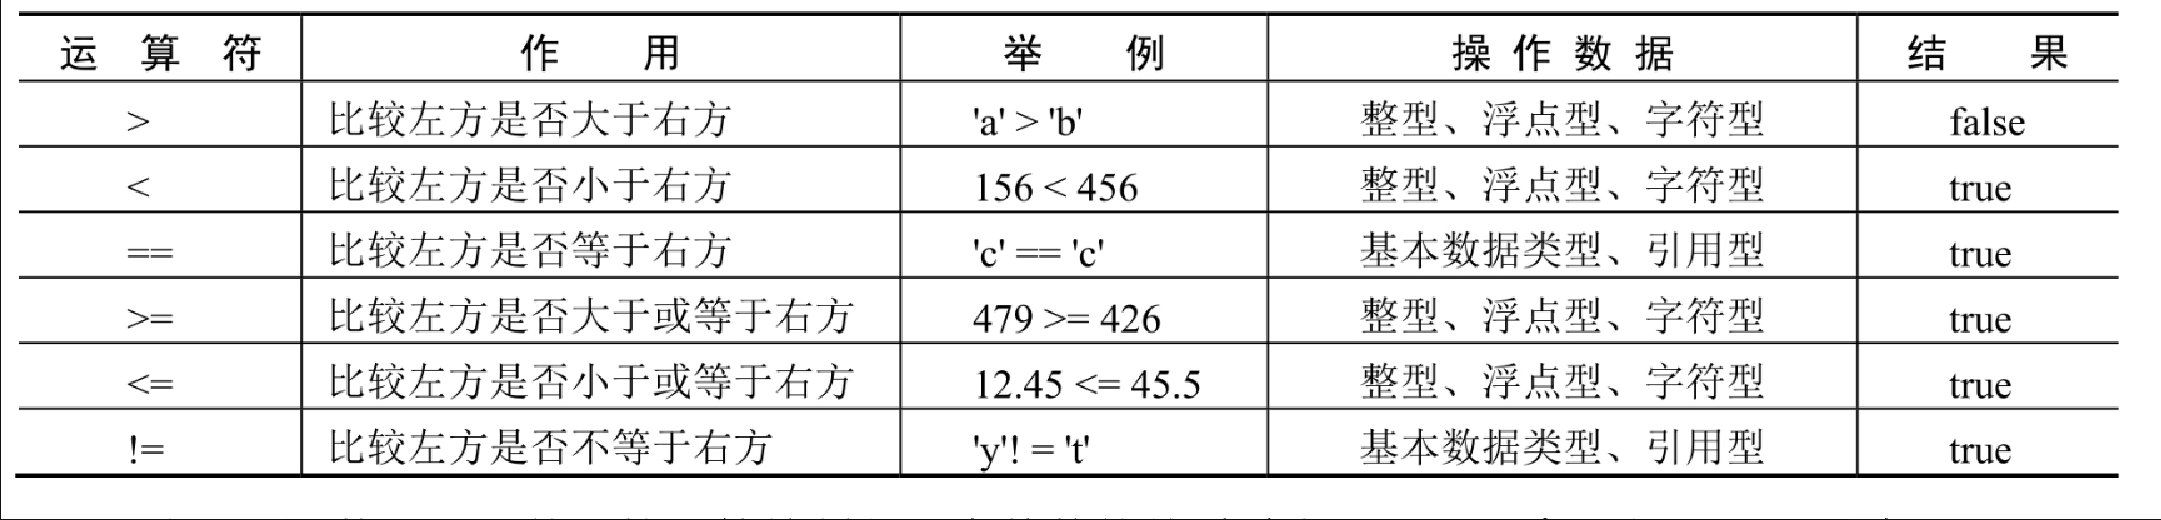 运 算 符 作 用 举 例 操 作 数 据 结 果
> 比较左方是否大于右方 'a' > 'b' 整型、浮点型、字符型 false
< 比较左方是否小于右方 156 < 456 整型、浮点型、字符型 true
== 比较左方是否等于右方 'c' == 'c' 基本数据类型、引用型 true
>= 比较左方是否大于或等于右方 479 >= 426 整型、浮点型、字符型 true
<= 比较左方是否小于或等于右方 12.45 <= 45.5 整型、浮点型、字符型 true
!= 比较左方是否不等于右方 'y'! = 't' 基本数据类型、引用型 true